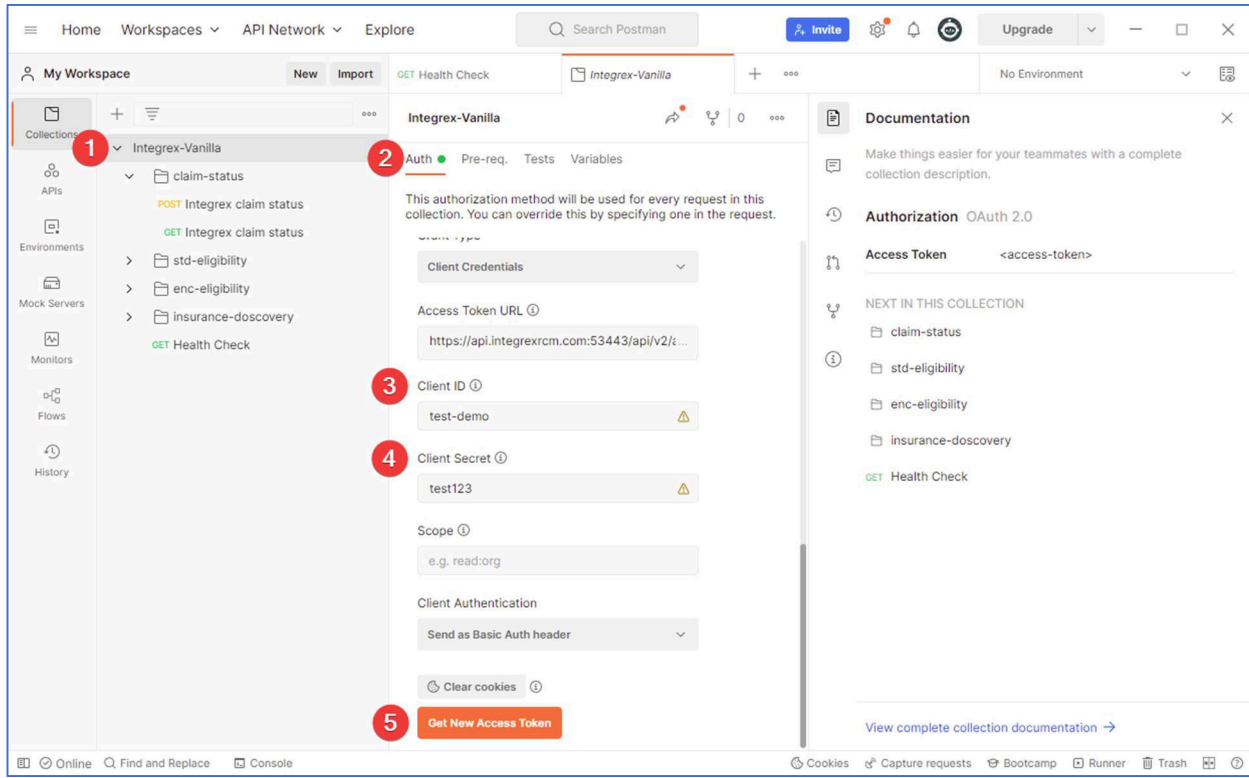 Home Workspaces API Network Explore Search Postman Invite Upgrade
My Workspace New Import GET Health Check Integrex-Vanilla No Environment
Collections
APIs
Environments
Mock Servers
Monitors
Flows
History
1 Integrex-Vanilla
claim-status
POST Integrex claim status
GET Integrex claim status
std-eligibility
enc-eligibility
insurance-doscovery
GET Health Check
Integrex-Vanilla 0
2 Auth Pre-req. Tests Variables
This authorization method will be used for every request in this
collection. You can override this by specifying one in the request.
Grant Type
Client Credentials
Access Token URL
https://api.integrexrcm.com:53443/api/v2/a...
3 Client ID
test-demo
4 Client Secret
test123
Scope
e.g. read:org
Client Authentication
Send as Basic Auth header
Clear cookies
5 Get New Access Token
Documentation
Make things easier for your teammates with a complete
collection description.
Authorization OAuth 2.0
Access Token <access-token>
NEXT IN THIS COLLECTION
claim-status
std-eligibility
enc-eligibility
insurance-doscovery
GET Health Check
View complete collection documentation →
Online Find and Replace Console Cookies Capture requests Bootcamp Runner Trash